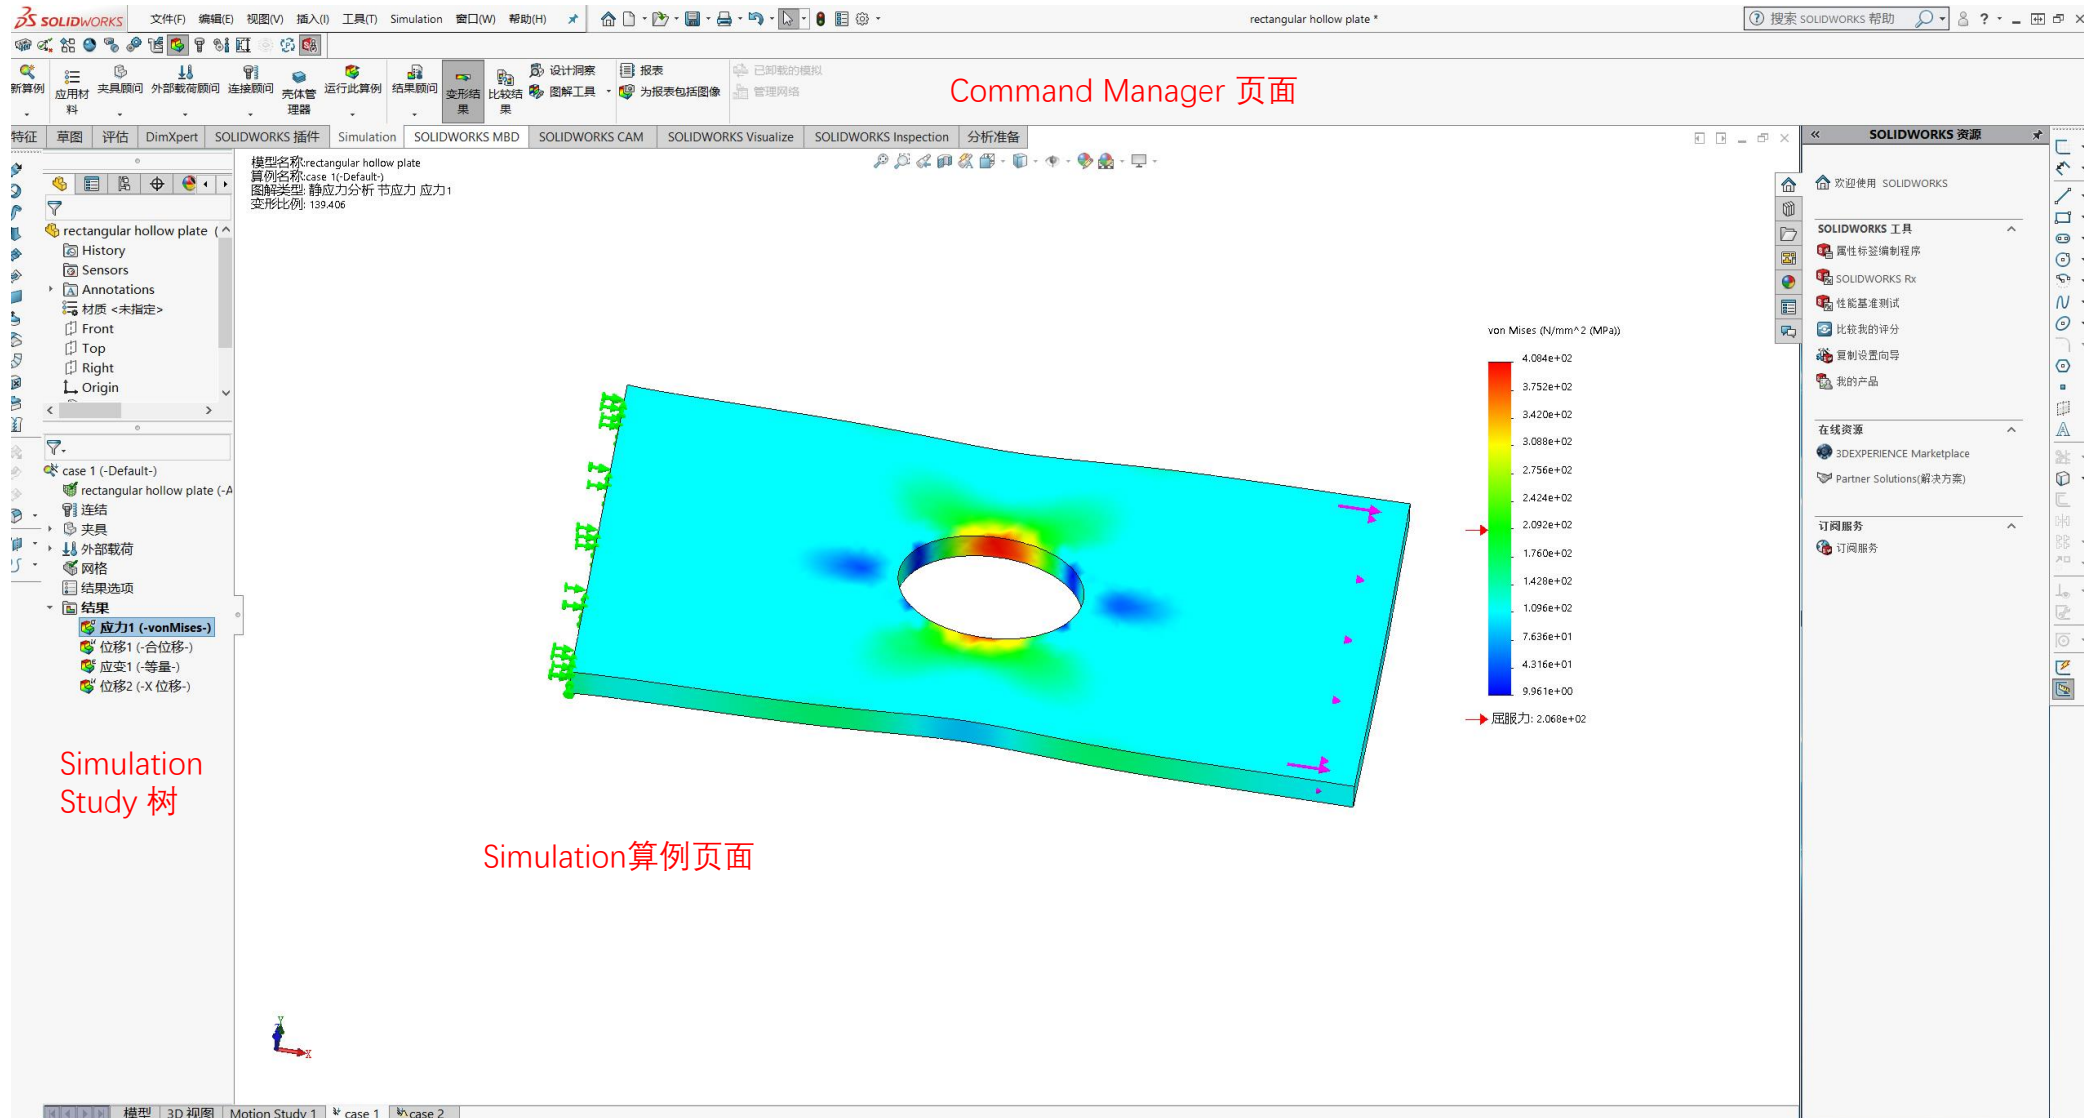 SOLIDWORKS 文件(F) 编辑(E) 视图(V) 插入(I) 工具(T) Simulation 窗口(W) 帮助(H) rectangular hollow plate * 搜索 SOLIDWORKS 帮助
新算例 应用材料 夹具顾问 外部载荷顾问 连接顾问 壳体管理器 运行此算例 结果顾问 变形结果 比较结果 设计洞察 图解工具 报表 为报表包括图像 已卸载的模拟 管理网络
Command Manager 页面
特征 草图 评估 DimXpert SOLIDWORKS 插件 Simulation SOLIDWORKS MBD SOLIDWORKS CAM SOLIDWORKS Visualize SOLIDWORKS Inspection 分析准备
模型名称:rectangular hollow plate
算例名称:case 1(-Default-)
图解类型: 静应力分析 节应力 应力1
变形比例: 139.406
rectangular hollow plate (
History
Sensors
Annotations
材质 <未指定>
Front
Top
Right
Origin
case 1 (-Default-)
rectangular hollow plate (-A
连结
夹具
外部载荷
网格
结果选项
结果
应力1 (-vonMises-)
位移1 (-合位移-)
应变1 (-等量-)
位移2 (-X 位移-)
Simulation
Study 树
Simulation算例页面
von Mises (N/mm^2 (MPa))
4.084e+02
3.752e+02
3.420e+02
3.088e+02
2.756e+02
2.424e+02
2.092e+02
1.760e+02
1.428e+02
1.096e+02
7.636e+01
4.316e+01
9.961e+00
屈服力: 2.068e+02
Y
X
SOLIDWORKS 资源
欢迎使用 SOLIDWORKS
SOLIDWORKS 工具
属性标签编制程序
SOLIDWORKS Rx
性能基准测试
比较我的评分
复制设置向导
我的产品
在线资源
3DEXPERIENCE Marketplace
Partner Solutions(解决方案)
订阅服务
订阅服务
模型 3D 视图 Motion Study 1 case 1 case 2